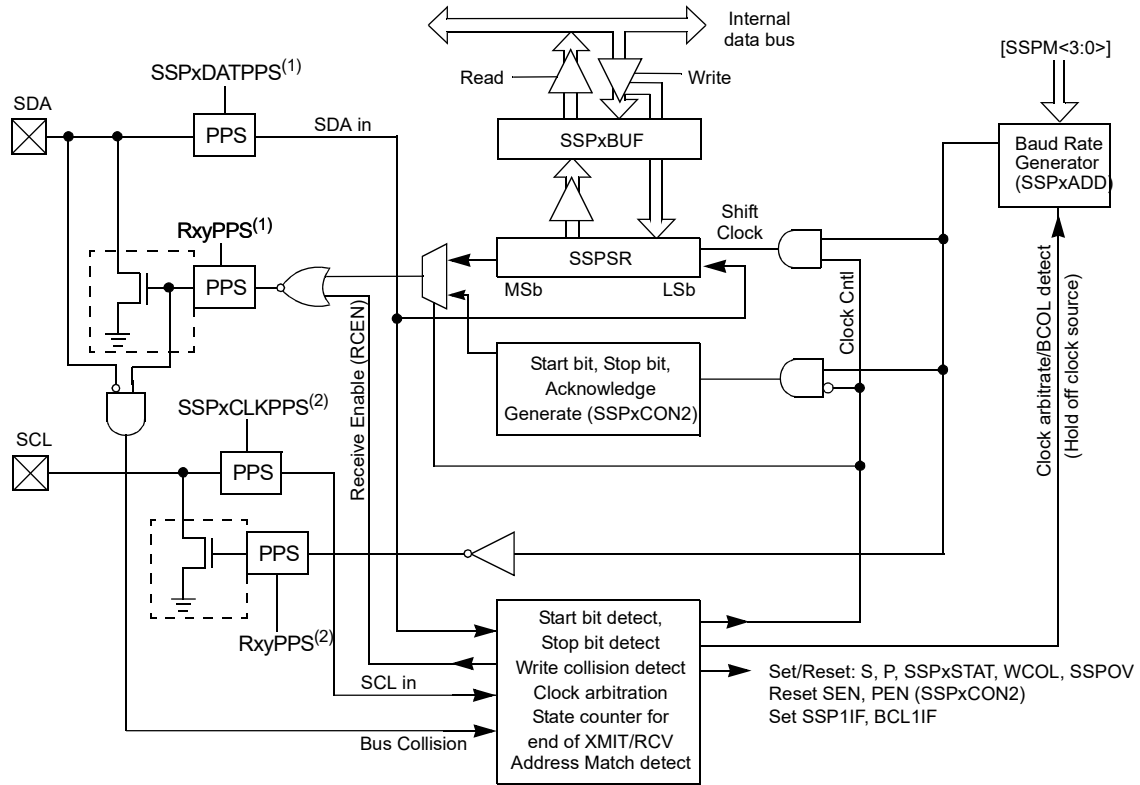 Internal
data bus
[SSPM<3:0>]
SSPxDATPPS(1)
Read
Write
SDA
PPS
SDA in
SSPxBUF
Baud Rate
Generator
(SSPxADD)
RxyPPS(1)
Shift
Clock
PPS
SSPSR
MSb
LSb
Clock Cntl
Clock arbitrate/BCOL detect
(Hold off clock source)
Receive Enable (RCEN)
Start bit, Stop bit,
Acknowledge
Generate (SSPxCON2)
SSPxCLKPPS(2)
SCL
PPS
PPS
RxyPPS(2)
Start bit detect,
Stop bit detect
Write collision detect
Clock arbitration
State counter for
end of XMIT/RCV
Address Match detect
SCL in
Bus Collision
Set/Reset: S, P, SSPxSTAT, WCOL, SSPOV
Reset SEN, PEN (SSPxCON2)
Set SSP1IF, BCL1IF